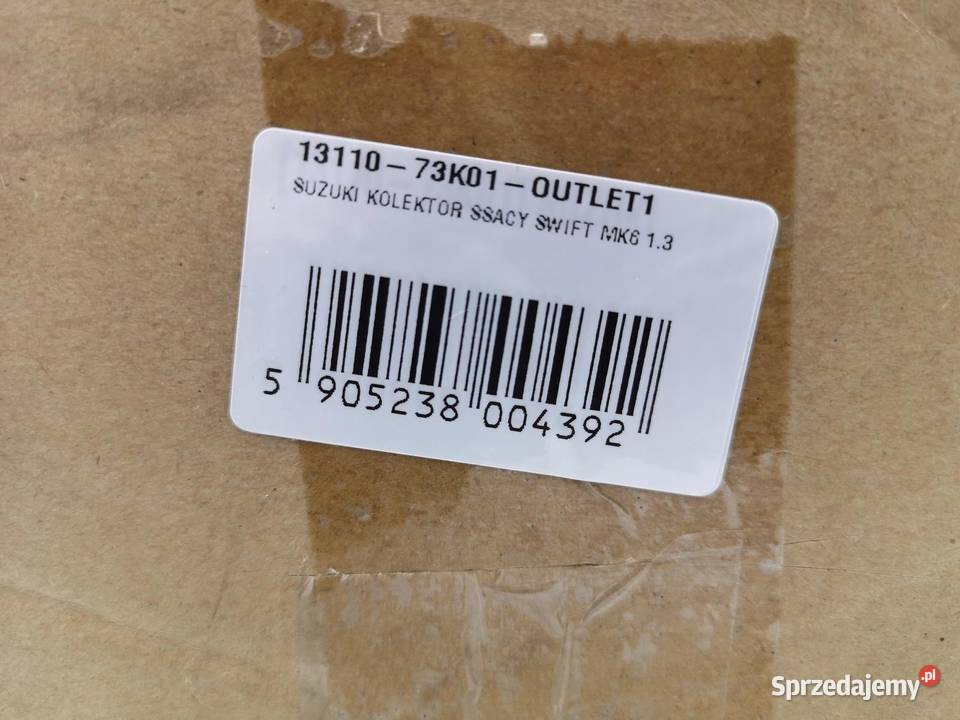 13110-73K01-OUTLET1
SUZUKI KOLEKTOR SSACY SWIFT MK6 1.3
5 905238 004392
Sprzedajemy.pl